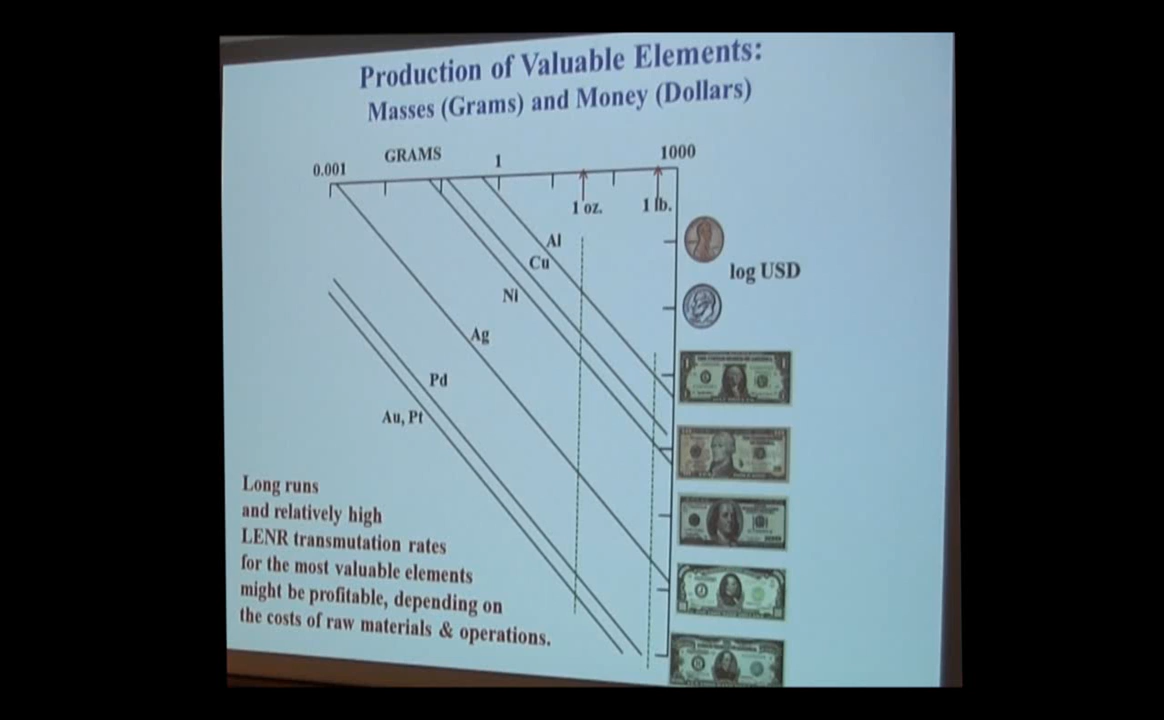 Production of Valuable Elements:
Masses (Grams) and Money (Dollars)
0.001
GRAMS
1
1000
1 oz.
1 lb.
Al
Cu
log USD
Ni
Ag
Pd
Au, Pt
Long runs
and relatively high
LENR transmutation rates
for the most valuable elements
might be profitable, depending on
the costs of raw materials & operations.